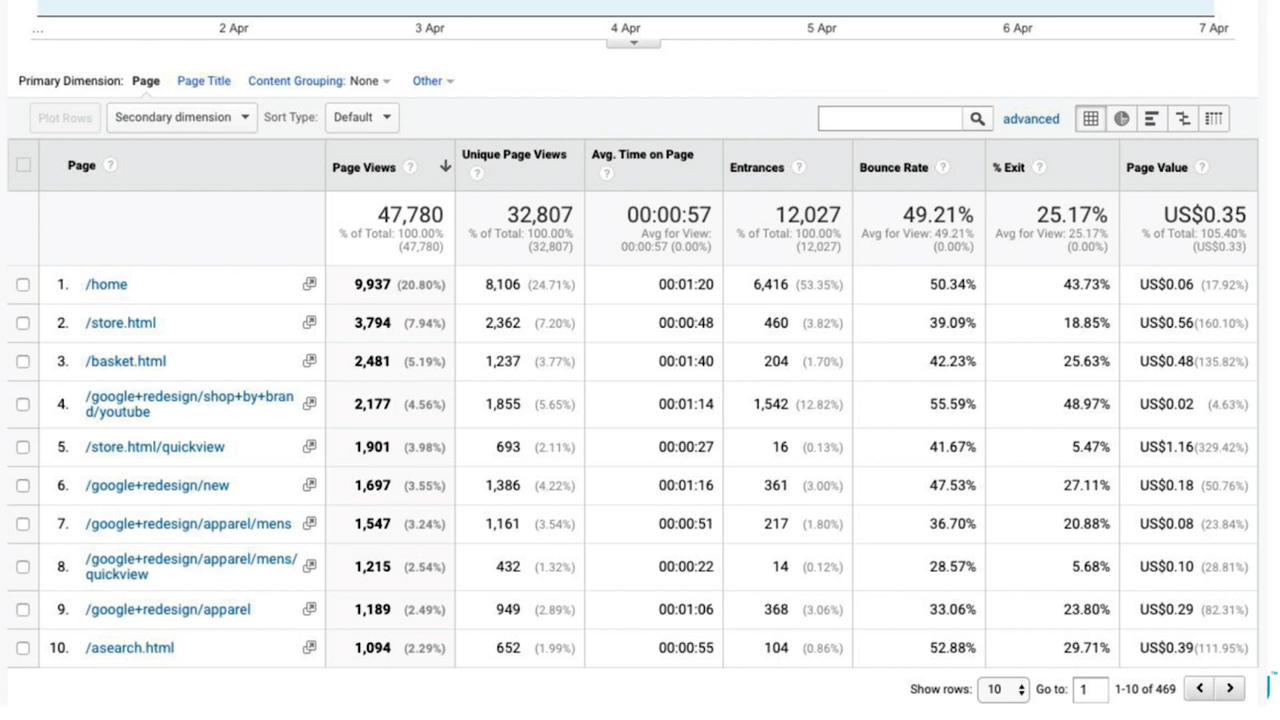 ... 2 Apr 3 Apr 4 Apr 5 Apr 6 Apr 7 Apr
Primary Dimension: Page Page Title Content Grouping: None Other
Plot Rows Secondary dimension Sort Type: Default advanced
Page ? Page Views ? Unique Page Views ? Avg. Time on Page ? Entrances ? Bounce Rate ? % Exit ? Page Value ?
47,780 32,807 00:00:57 12,027 49.21% 25.17% US$0.35
% of Total: 100.00% % of Total: 100.00% Avg for View: % of Total: 100.00% Avg for View: 49.21% Avg for View: 25.17% % of Total: 105.40%
(47,780) (32,807) 00:00:57 (0.00%) (12,027) (0.00%) (0.00%) (US$0.33)
1. /home 9,937 (20.80%) 8,106 (24.71%) 00:01:20 6,416 (53.35%) 50.34% 43.73% US$0.06 (17.92%)
2. /store.html 3,794 (7.94%) 2,362 (7.20%) 00:00:48 460 (3.82%) 39.09% 18.85% US$0.56(160.10%)
3. /basket.html 2,481 (5.19%) 1,237 (3.77%) 00:01:40 204 (1.70%) 42.23% 25.63% US$0.48(135.82%)
4. /google+redesign/shop+by+bran
d/youtube 2,177 (4.56%) 1,855 (5.65%) 00:01:14 1,542 (12.82%) 55.59% 48.97% US$0.02 (4.63%)
5. /store.html/quickview 1,901 (3.98%) 693 (2.11%) 00:00:27 16 (0.13%) 41.67% 5.47% US$1.16(329.42%)
6. /google+redesign/new 1,697 (3.55%) 1,386 (4.22%) 00:01:16 361 (3.00%) 47.53% 27.11% US$0.18 (50.76%)
7. /google+redesign/apparel/mens 1,547 (3.24%) 1,161 (3.54%) 00:00:51 217 (1.80%) 36.70% 20.88% US$0.08 (23.84%)
8. /google+redesign/apparel/mens/
quickview 1,215 (2.54%) 432 (1.32%) 00:00:22 14 (0.12%) 28.57% 5.68% US$0.10 (28.81%)
9. /google+redesign/apparel 1,189 (2.49%) 949 (2.89%) 00:01:06 368 (3.06%) 33.06% 23.80% US$0.29 (82.31%)
10. /asearch.html 1,094 (2.29%) 652 (1.99%) 00:00:55 104 (0.86%) 52.88% 29.71% US$0.39(111.95%)
Show rows: 10 Go to: 1 1-10 of 469